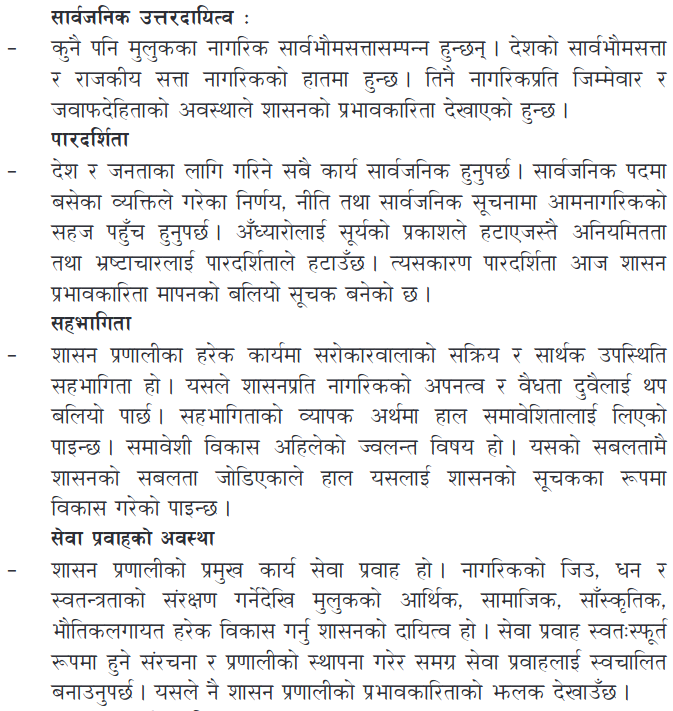 सार्वजनिक उत्तरदायित्व :
– कुनै पनि मुलुकका नागरिक सार्वभौमसत्तासम्पन्न हुन्छन् । देशको सार्वभौमसत्ता
र राजकीय सत्ता नागरिकको हातमा हुन्छ । तिनै नागरिकप्रति जिम्मेवार र
जवाफदेहिताको अवस्थाले शासनको प्रभावकारिता देखाएको हुन्छ ।
पारदर्शिता
– देश र जनताका लागि गरिने सबै कार्य सार्वजनिक हुनुपर्छ । सार्वजनिक पदमा
बसेका व्यक्तिले गरेका निर्णय, नीति तथा सार्वजनिक सूचनामा आमनागरिकको
सहज पहुँच हुनुपर्छ । अँध्यारोलाई सूर्यको प्रकाशले हटाएजस्तै अनियमितता
तथा भ्रष्टाचारलाई पारदर्शिताले हटाउँछ । त्यसकारण पारदर्शिता आज शासन
प्रभावकारिता मापनको बलियो सूचक बनेको छ ।
सहभागिता
– शासन प्रणालीका हरेक कार्यमा सरोकारवालाको सक्रिय र सार्थक उपस्थिति
सहभागिता हो । यसले शासनप्रति नागरिकको अपनत्व र वैधता दुवैलाई थप
बलियो पार्छ । सहभागिताको व्यापक अर्थमा हाल समावेशितालाई लिएको
पाइन्छ । समावेशी विकास अहिलेको ज्वलन्त विषय हो । यसको सबलतामै
शासनको सबलता जोडिएकाले हाल यसलाई शासनको सूचकका रूपमा
विकास गरेको पाइन्छ ।
सेवा प्रवाहको अवस्था
– शासन प्रणालीको प्रमुख कार्य सेवा प्रवाह हो । नागरिकको जिउ, धन र
स्वतन्त्रताको संरक्षण गर्नेदेखि मुलुकको आर्थिक, सामाजिक, साँस्कृतिक,
भौतिकलगायत हरेक विकास गर्नु शासनको दायित्व हो । सेवा प्रवाह स्वतःस्फूर्त
रूपमा हुने संरचना र प्रणालीको स्थापना गरेर समग्र सेवा प्रवाहलाई स्वचालित
बनाउनुपर्छ । यसले नै शासन प्रणालीको प्रभावकारिताको झलक देखाउँछ ।